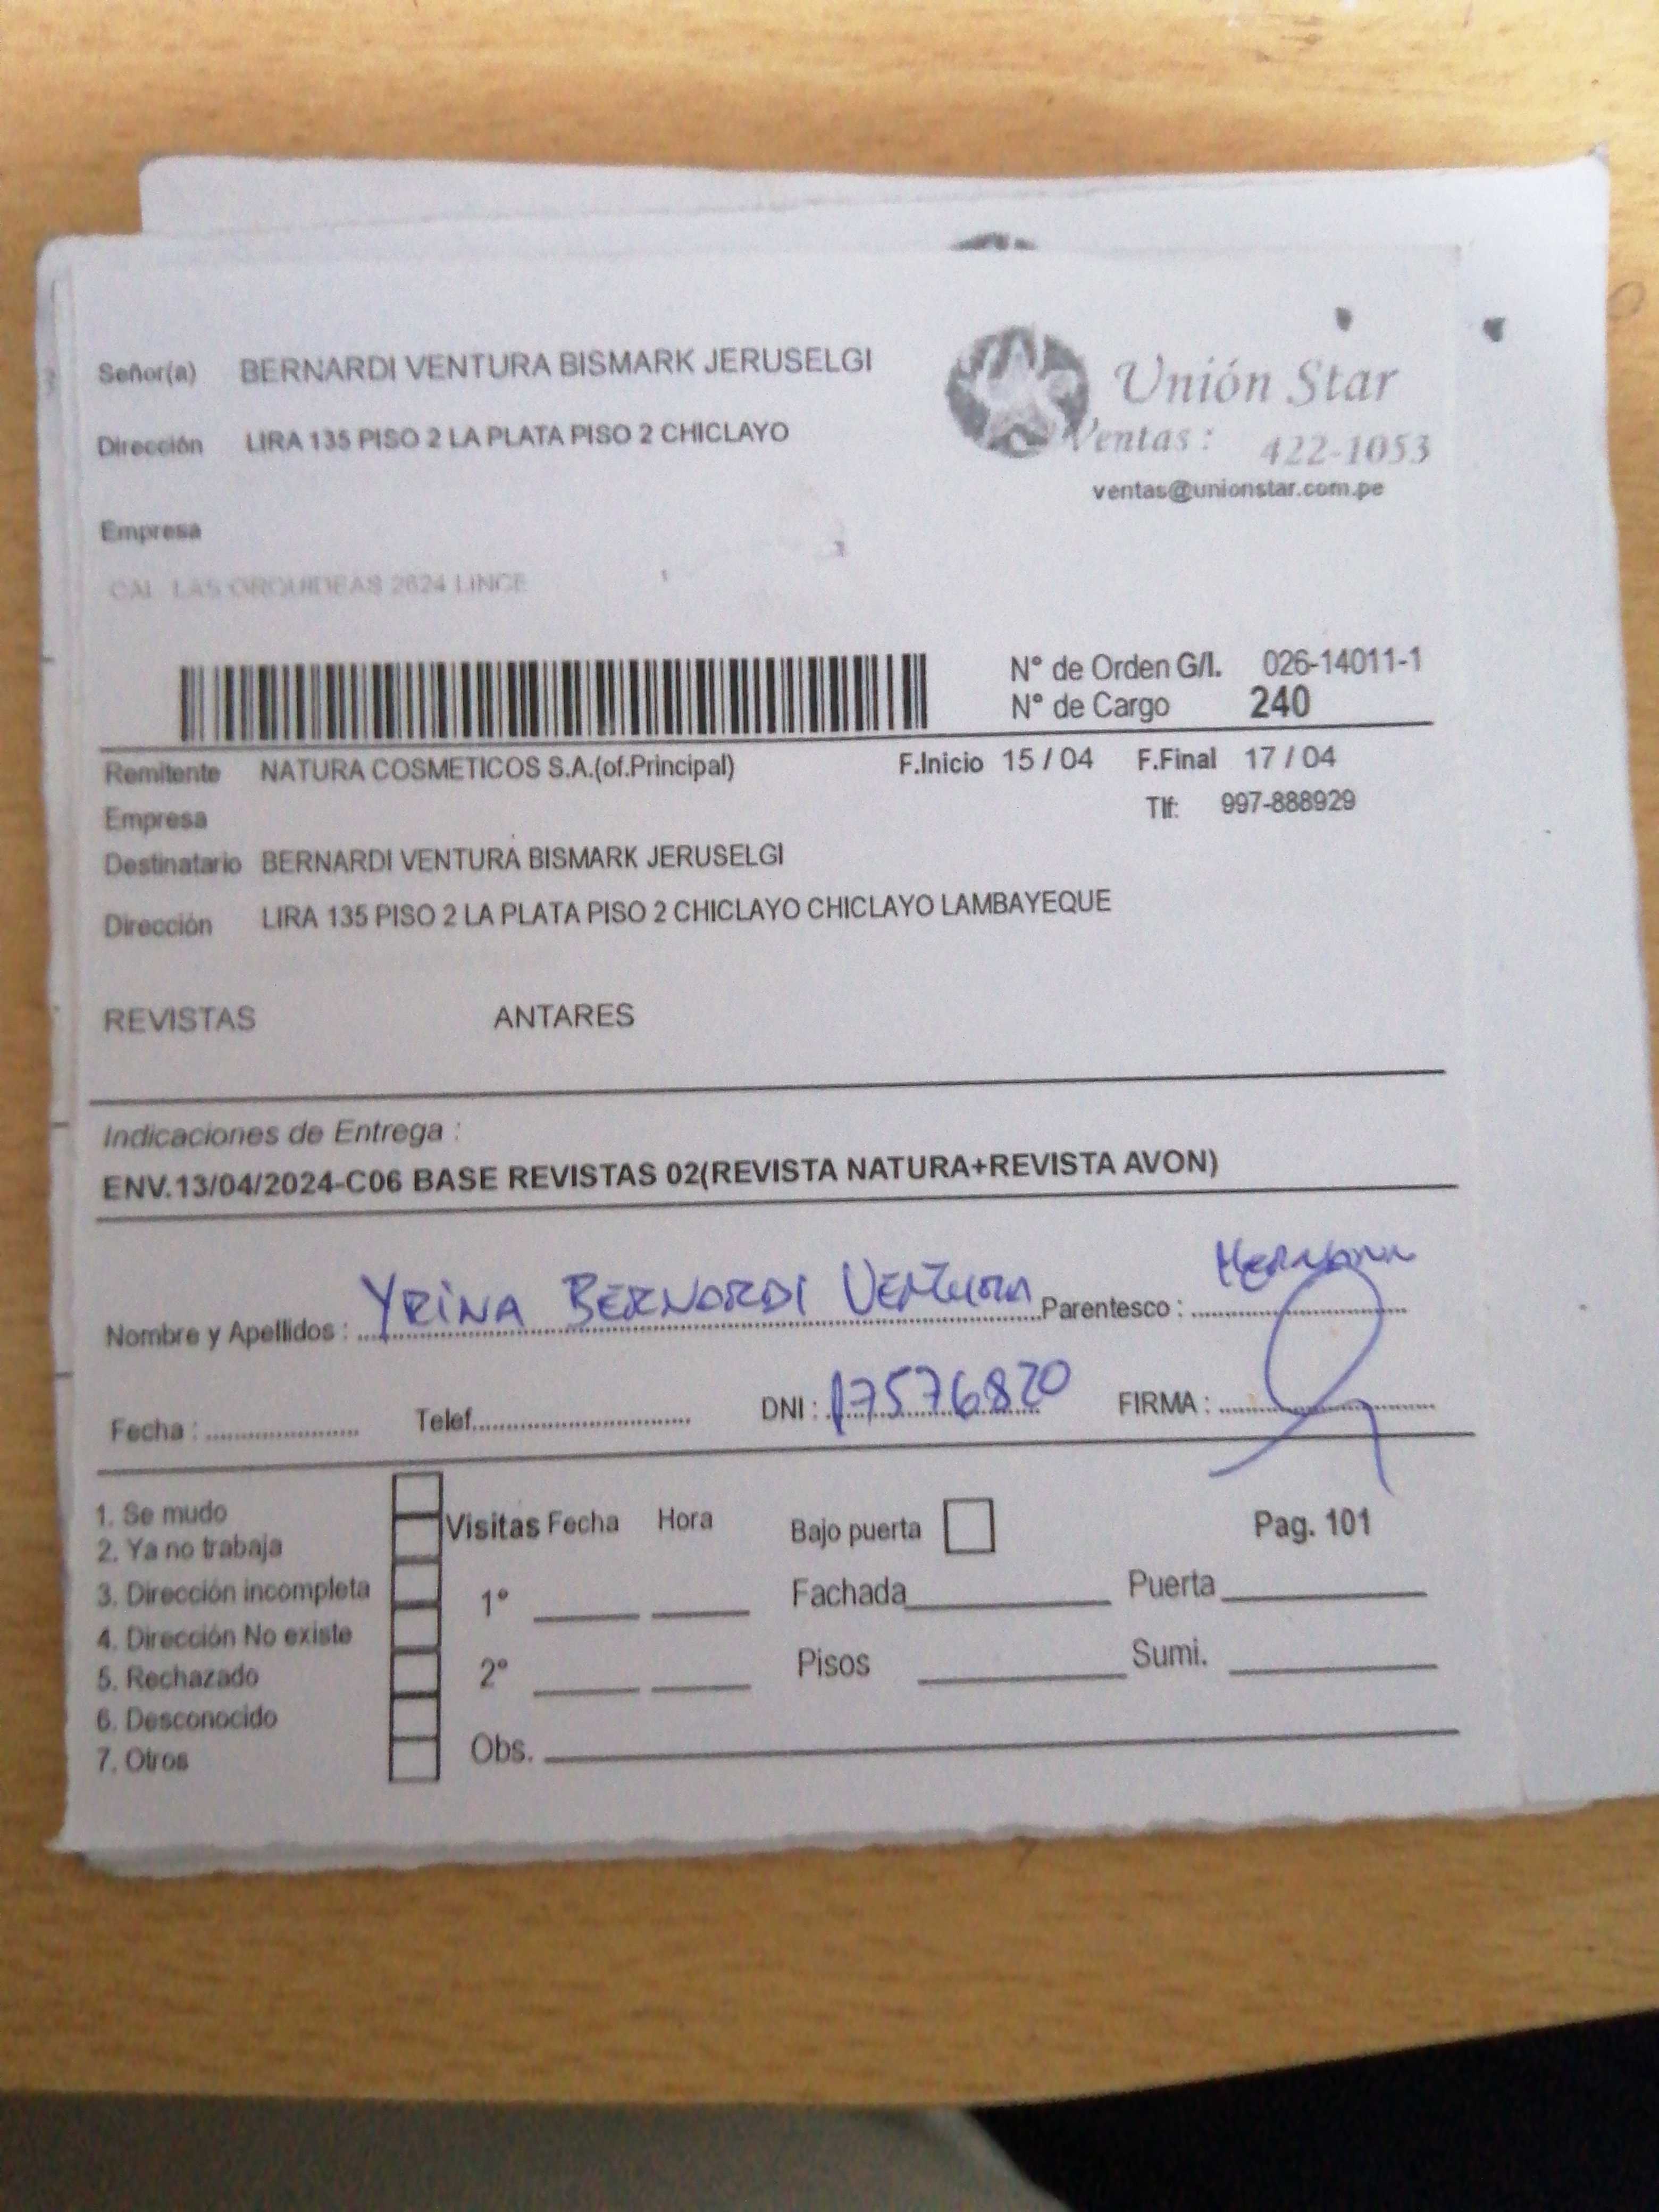 Señor(a) BERNARDI VENTURA BISMARK JERUSELGI
Unión Star
Dirección LIRA 135 PISO 2 LA PLATA PISO 2 CHICLAYO
Ventas : 422-1053
ventas@unionstar.com.pe
Empresa
CAL LAS ORQUIDEAS 2624 LINCE
N° de Orden G/I. 026-14011-1
N° de Cargo 240
Remitente NATURA COSMETICOS S.A.(of.Principal) F.Inicio 15 / 04 F.Final 17 / 04
Empresa Tlf: 997-888929
Destinatario BERNARDI VENTURA BISMARK JERUSELGI
Dirección LIRA 135 PISO 2 LA PLATA PISO 2 CHICLAYO CHICLAYO LAMBAYEQUE
REVISTAS ANTARES
Indicaciones de Entrega :
ENV.13/04/2024-C06 BASE REVISTAS 02(REVISTA NATURA+REVISTA AVON)
Nombre y Apellidos : YRINA BERNARDI VENTURA Parentesco : HERMANA
Fecha : Telef. DNI : 17576820 FIRMA :
1. Se mudo
2. Ya no trabaja
3. Dirección incompleta
4. Dirección No existe
5. Rechazado
6. Desconocido
7. Otros
Visitas Fecha Hora Bajo puerta Pag. 101
1° Fachada Puerta
2° Pisos Sumi.
Obs.